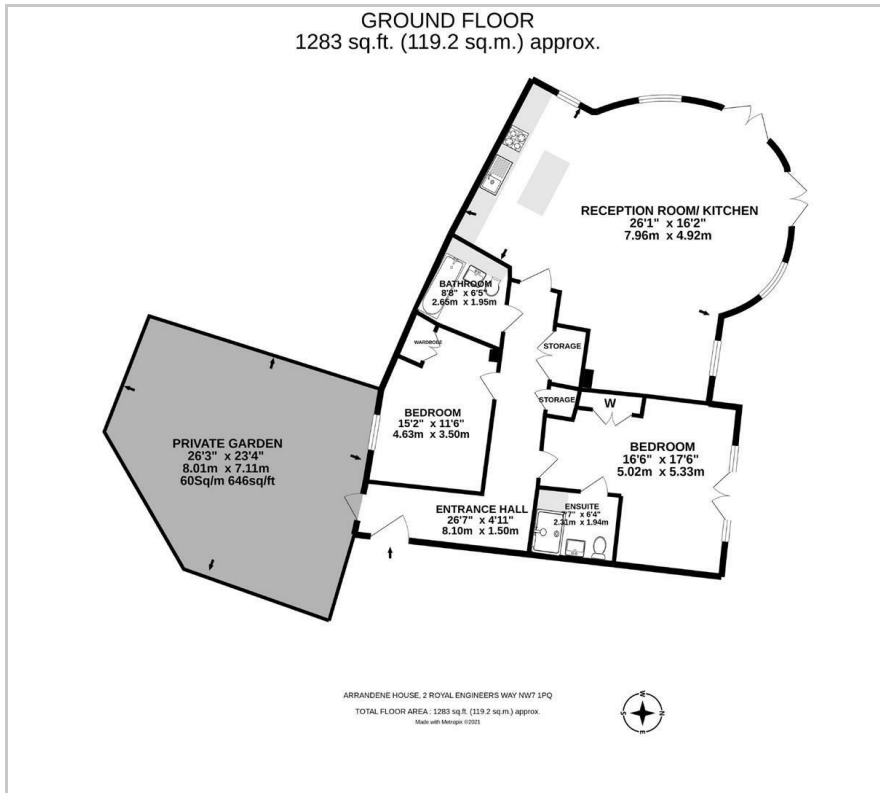 GROUND FLOOR
1283 sq.ft. (119.2 sq.m.) approx.
RECEPTION ROOM/ KITCHEN
26'1" x 16'2"
7.96m x 4.92m
BATHROOM
8'8" x 6'5"
2.65m x 1.95m
WARDROBE
STORAGE
STORAGE
W
BEDROOM
15'2" x 11'6"
4.63m x 3.50m
BEDROOM
16'6" x 17'6"
5.02m x 5.33m
PRIVATE GARDEN
26'3" x 23'4"
8.01m x 7.11m
60Sq/m 646sq/ft
ENTRANCE HALL
26'7" x 4'11"
8.10m x 1.50m
ENSUITE
7'7" x 6'4"
2.31m x 1.94m
ARRANDENE HOUSE, 2 ROYAL ENGINEERS WAY NW7 1PQ
TOTAL FLOOR AREA : 1283 sq.ft. (119.2 sq.m.) approx.
Made with Metropix ©2021
W
N
S
E